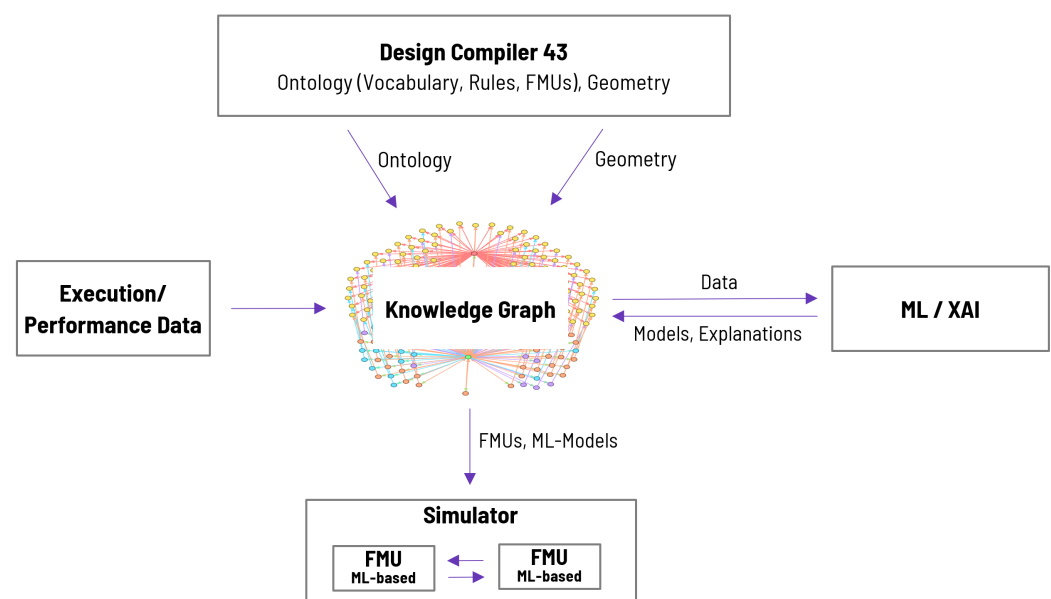 Design Compiler 43
Ontology (Vocabulary, Rules, FMUs), Geometry
Ontology
Geometry
Execution/
Performance Data
Knowledge Graph
Data
Models, Explanations
ML / XAI
FMUs, ML-Models
Simulator
FMU
ML-based
FMU
ML-based